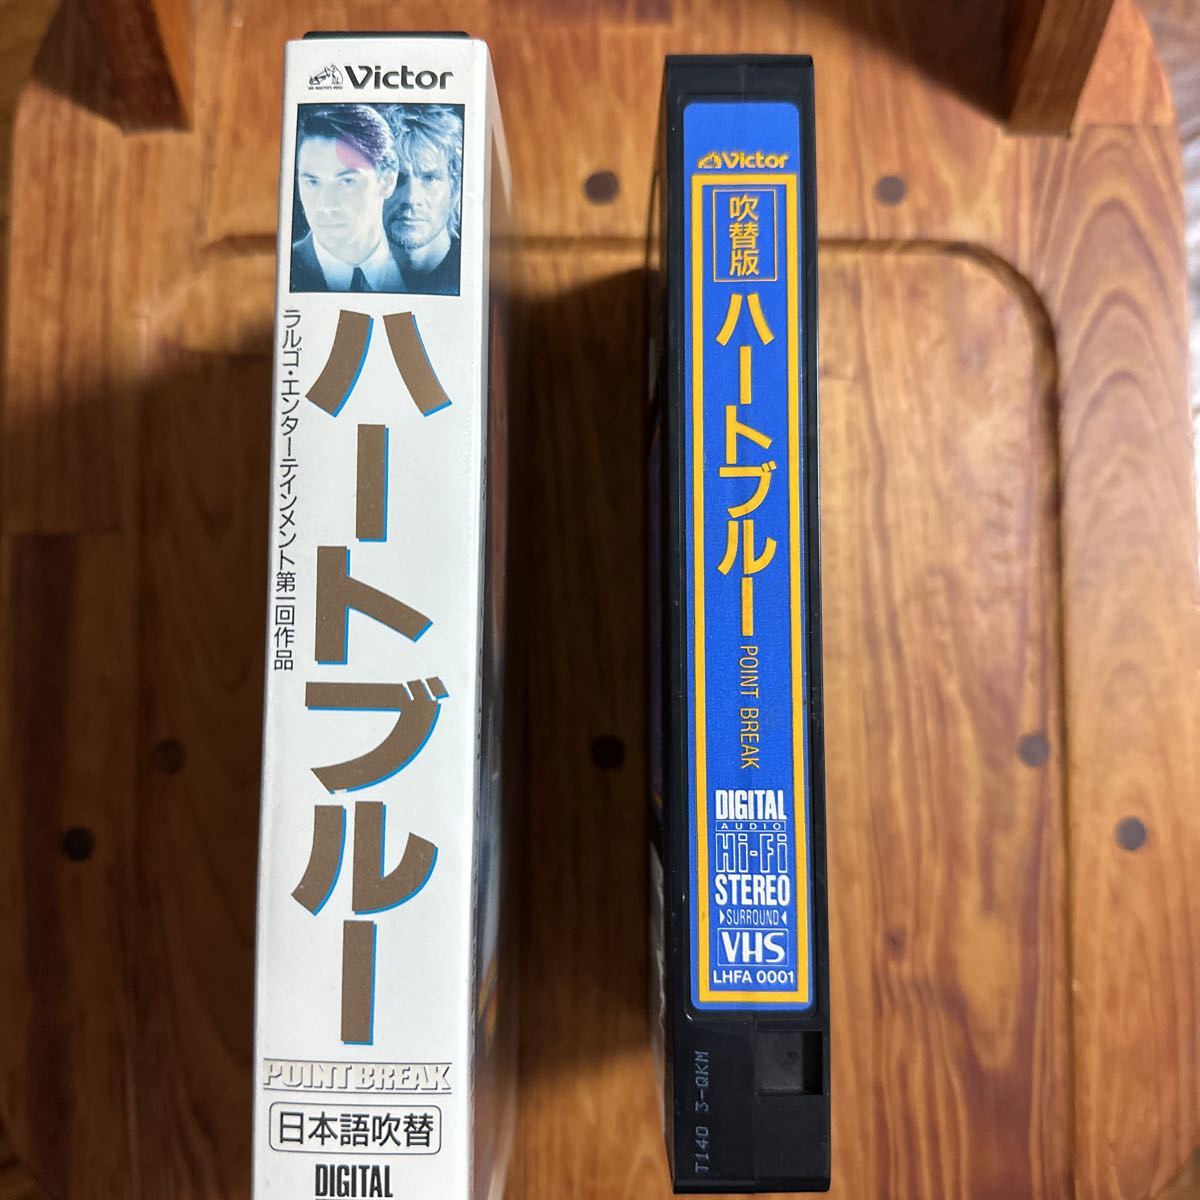 Victor
ハートブルー
ラルゴ・エンターテインメント第一回作品
POINT BREAK
日本語吹替
DIGITAL
Victor
吹替版
ハートブルー
POINT BREAK
DIGITAL
AUDIO
Hi-Fi
STEREO
SURROUND
VHS
LHFA 0001
T140 3-QKM